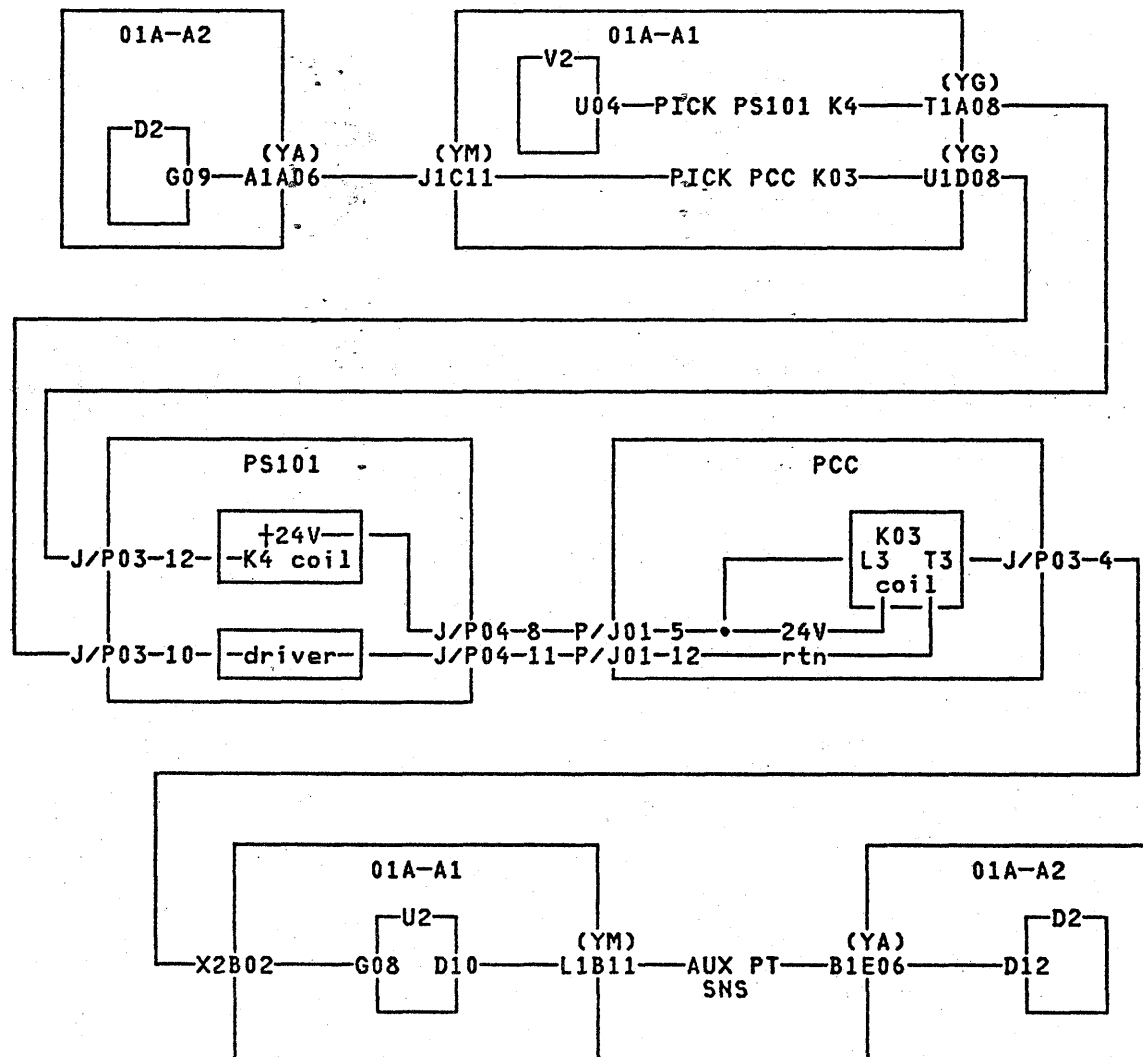 01A-A2 01A-A1
V2
(YG)
U04 PICK PS101 K4 T1A08
D2
(YA) (YM) (YG)
G09 A1A06 J1C11 PICK PCC K03 U1D08
PS101 PCC
+24V K03
J/P03-12 K4 coil L3 T3 J/P03-4
coil
J/P04-8 P/J01-5 24V
J/P03-10 driver J/P04-11 P/J01-12 rtn
01A-A1 01A-A2
U2 D2
(YM) (YA)
X2B02 G08 D10 L1B11 AUX PT B1E06 D12
SNS